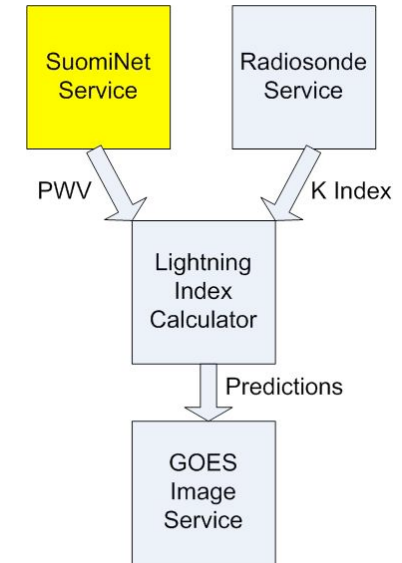 SuomiNet
Service
Radiosonde
Service
PWV
K Index
Lightning
Index
Calculator
Predictions
GOES
Image
Service